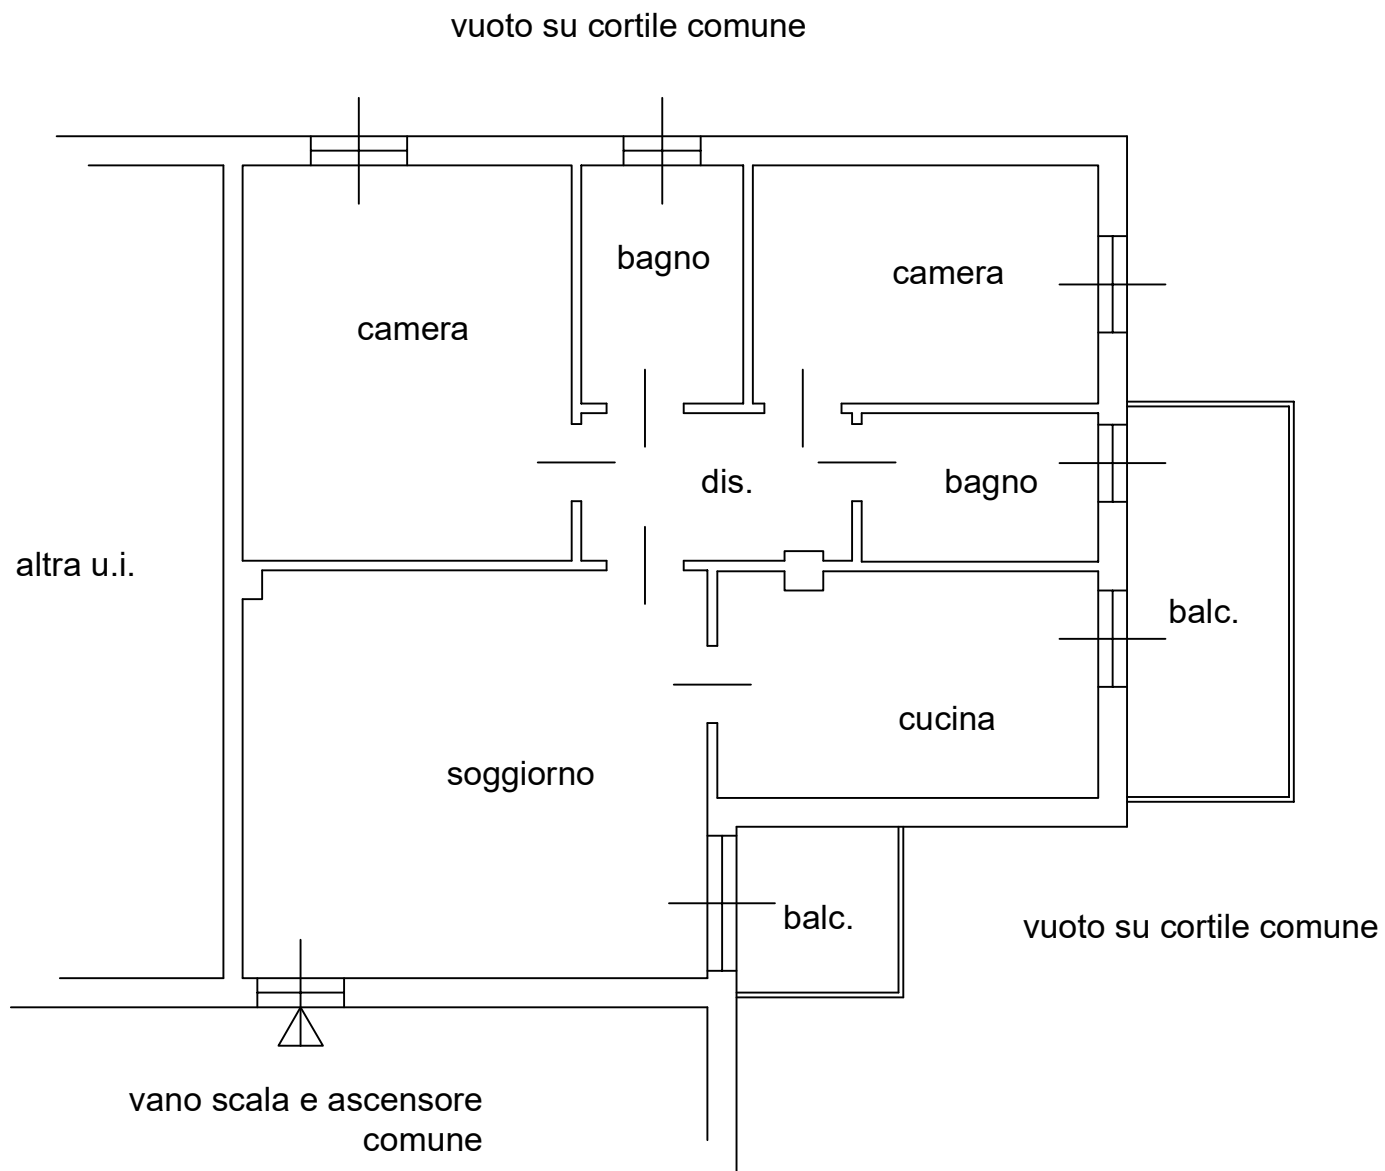 vuoto su cortile comune
bagno
camera
camera
dis.
bagno
altra u.i.
balc.
cucina
soggiorno
balc.
vuoto su cortile comune
vano scala e ascensore
comune